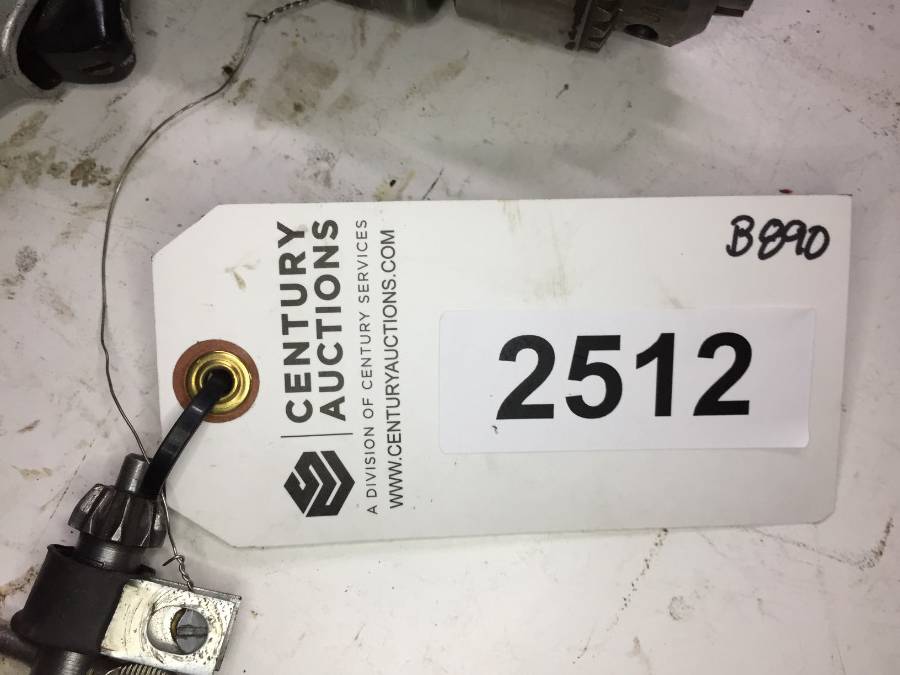 CENTURY
AUCTIONS
A DIVISION OF CENTURY SERVICES
WWW.CENTURYAUCTIONS.COM
B890
2512